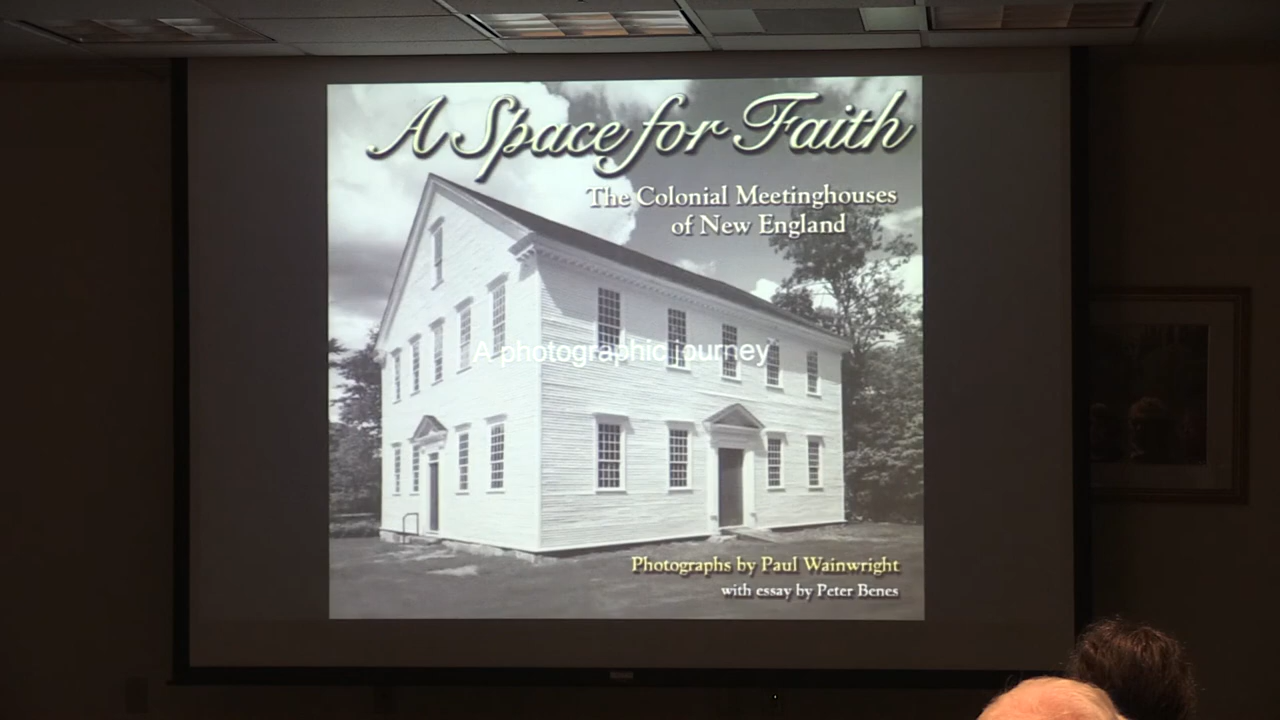 A Space for Faith
The Colonial Meetinghouses
of New England
A photographic journey
Photographs by Paul Wainwright
with essay by Peter Benes